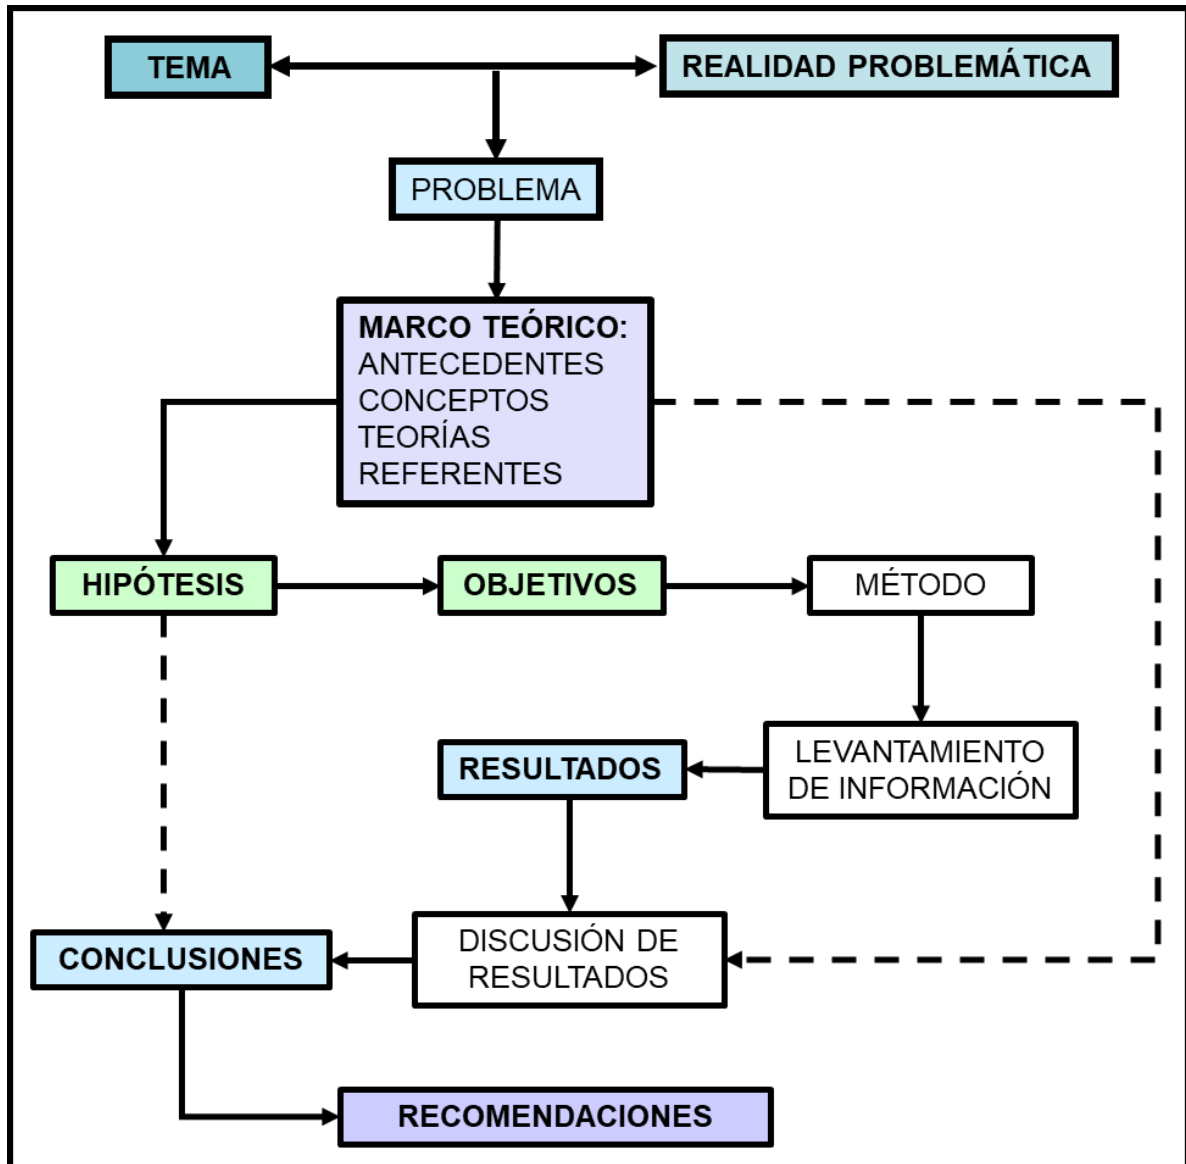 TEMA
REALIDAD PROBLEMÁTICA
PROBLEMA
MARCO TEÓRICO:
ANTECEDENTES
CONCEPTOS
TEORÍAS
REFERENTES
HIPÓTESIS
OBJETIVOS
MÉTODO
RESULTADOS
LEVANTAMIENTO
DE INFORMACIÓN
CONCLUSIONES
DISCUSIÓN DE
RESULTADOS
RECOMENDACIONES